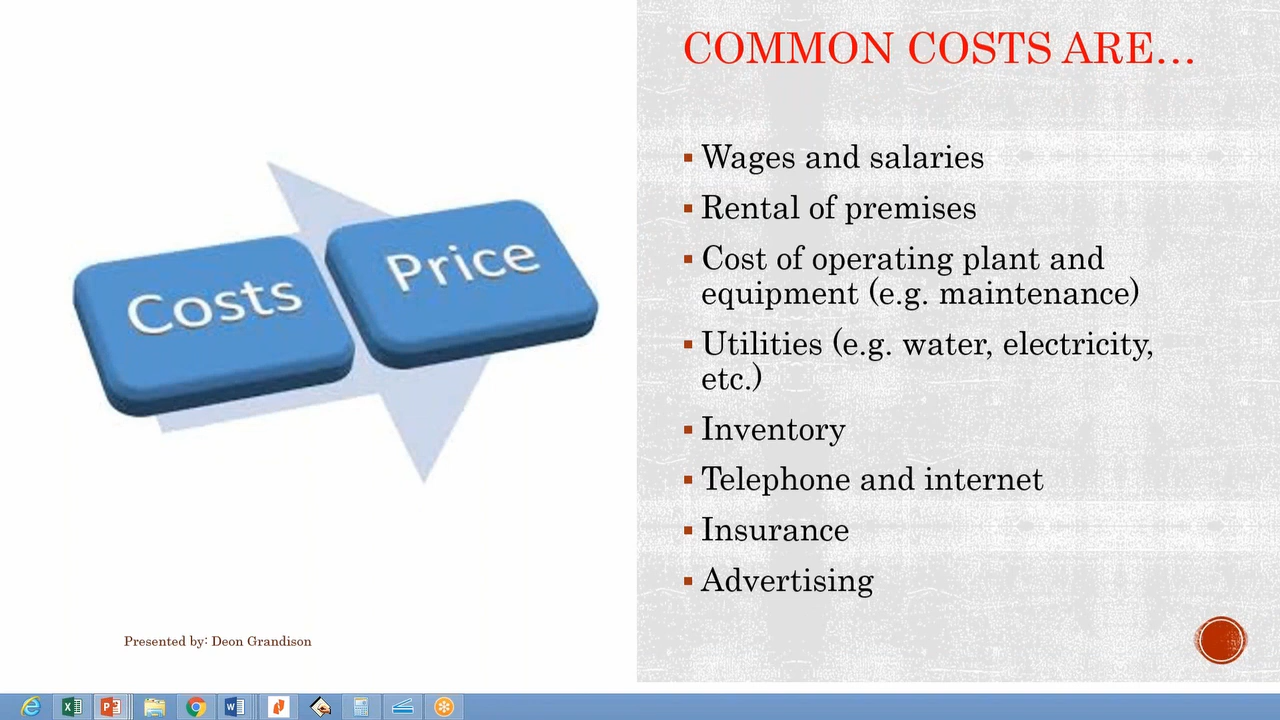 COMMON COSTS ARE...
Wages and salaries
Rental of premises
Cost of operating plant and
equipment (e.g. maintenance)
Utilities (e.g. water, electricity,
etc.)
Inventory
Telephone and internet
Insurance
Advertising
Costs
Price
Presented by: Deon Grandison